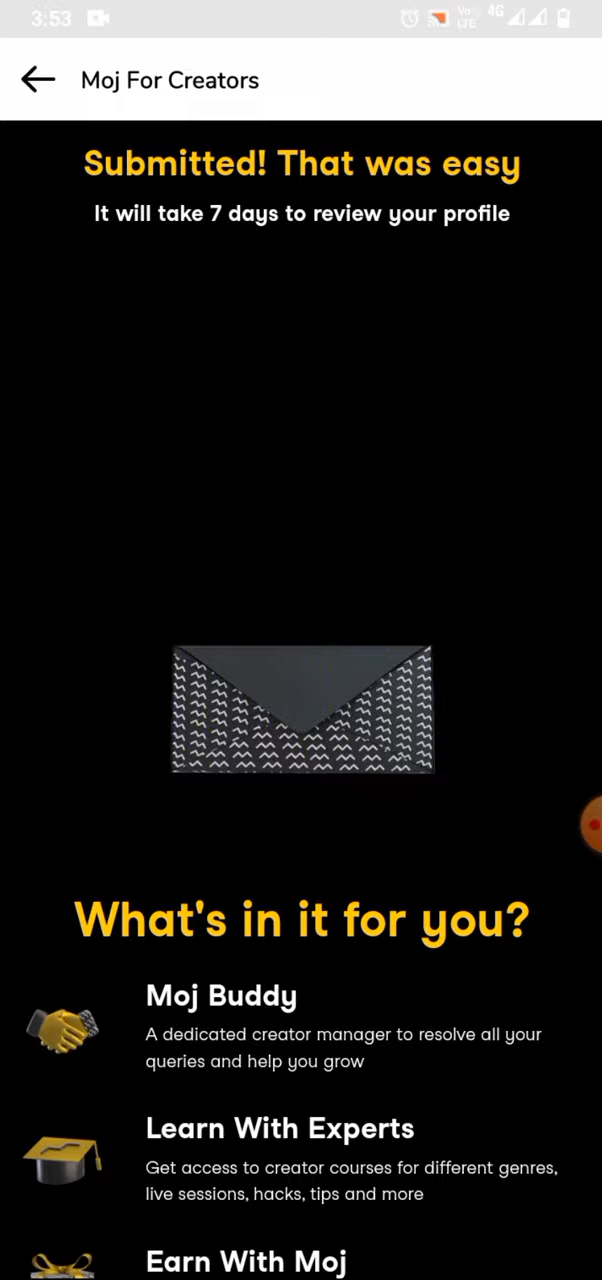 3:53
Vo
LTE
4G
Moj For Creators
Submitted! That was easy
It will take 7 days to review your profile
What's in it for you?
Moj Buddy
A dedicated creator manager to resolve all your
queries and help you grow
Learn With Experts
Get access to creator courses for different genres,
live sessions, hacks, tips and more
Earn With Moj